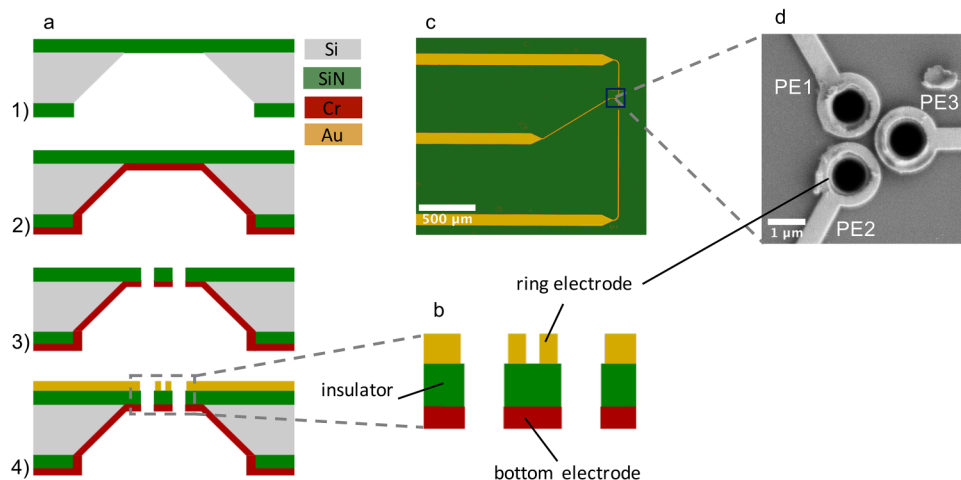 a
Si
SiN
Cr
Au
1)
2)
3)
4)
c
500 µm
d
PE1
PE3
PE2
1 µm
ring electrode
b
insulator
bottom electrode